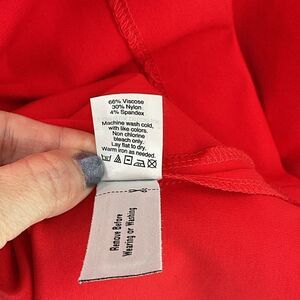 66% Viscose
30% Nylon
4% Spandex
Machine wash cold,
with like colors.
Non chlorine
bleach only.
Lay flat to dry.
Warm iron as needed.
Remove Before
Wearing or Washing